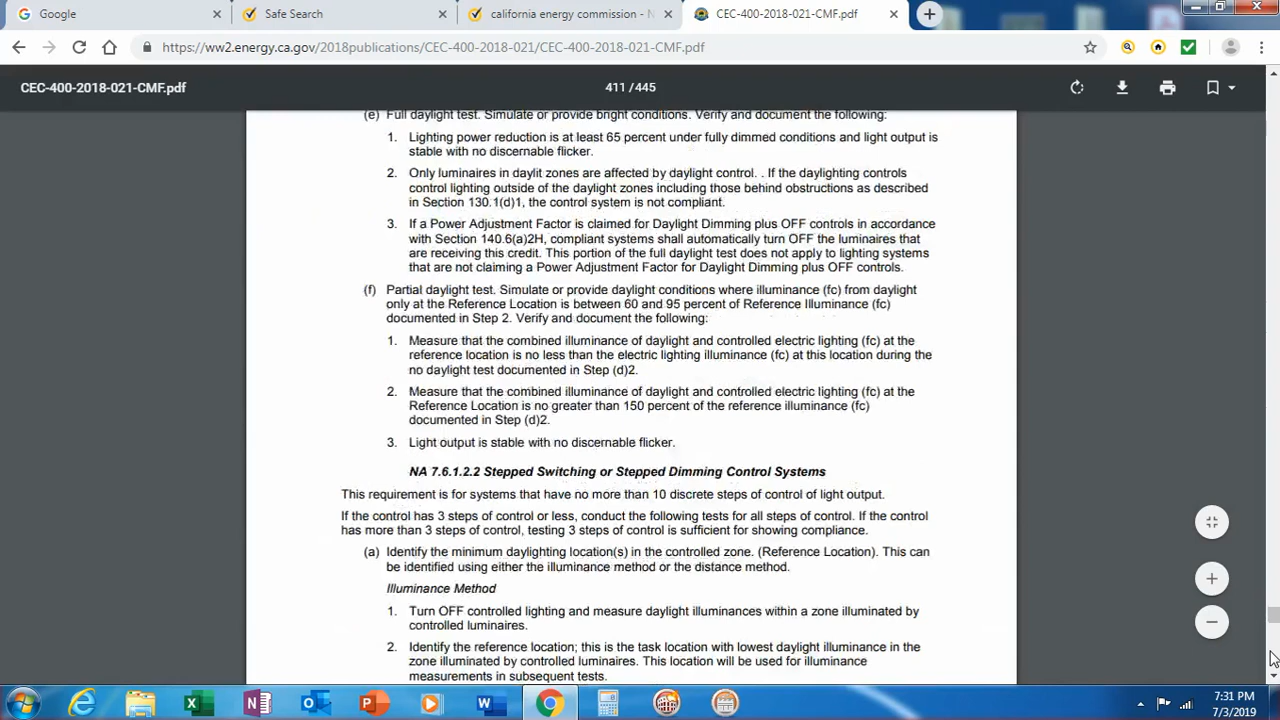 Google
Safe Search
california energy commission - N
CEC-400-2018-021-CMF.pdf
https://ww2.energy.ca.gov/2018publications/CEC-400-2018-021/CEC-400-2018-021-CMF.pdf
CEC-400-2018-021-CMF.pdf
411 / 445
(e) Full daylight test. Simulate or provide bright conditions. Verify and document the following:
1. Lighting power reduction is at least 65 percent under fully dimmed conditions and light output is
stable with no discernable flicker.
2. Only luminaires in daylit zones are affected by daylight control. . If the daylighting controls
control lighting outside of the daylight zones including those behind obstructions as described
in Section 130.1(d)1, the control system is not compliant.
3. If a Power Adjustment Factor is claimed for Daylight Dimming plus OFF controls in accordance
with Section 140.6(a)2H, compliant systems shall automatically turn OFF the luminaires that
are receiving this credit. This portion of the full daylight test does not apply to lighting systems
that are not claiming a Power Adjustment Factor for Daylight Dimming plus OFF controls.
(f) Partial daylight test. Simulate or provide daylight conditions where illuminance (fc) from daylight
only at the Reference Location is between 60 and 95 percent of Reference Illuminance (fc)
documented in Step 2. Verify and document the following:
1. Measure that the combined illuminance of daylight and controlled electric lighting (fc) at the
reference location is no less than the electric lighting illuminance (fc) at this location during the
no daylight test documented in Step (d)2.
2. Measure that the combined illuminance of daylight and controlled electric lighting (fc) at the
Reference Location is no greater than 150 percent of the reference illuminance (fc)
documented in Step (d)2.
3. Light output is stable with no discernable flicker.
NA 7.6.1.2.2 Stepped Switching or Stepped Dimming Control Systems
This requirement is for systems that have no more than 10 discrete steps of control of light output.
If the control has 3 steps of control or less, conduct the following tests for all steps of control. If the control
has more than 3 steps of control, testing 3 steps of control is sufficient for showing compliance.
(a) Identify the minimum daylighting location(s) in the controlled zone. (Reference Location). This can
be identified using either the illuminance method or the distance method.
Illuminance Method
1. Turn OFF controlled lighting and measure daylight illuminances within a zone illuminated by
controlled luminaires.
2. Identify the reference location; this is the task location with lowest daylight illuminance in the
zone illuminated by controlled luminaires. This location will be used for illuminance
measurements in subsequent tests.
7:31 PM
7/3/2019